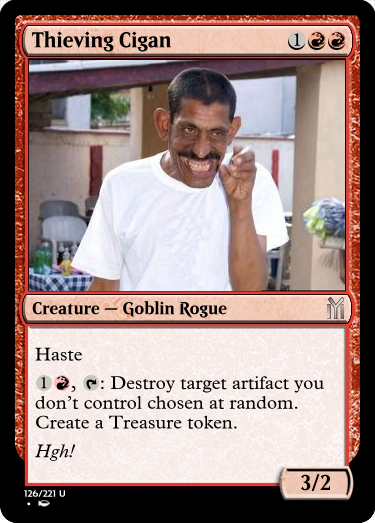 Thieving Cigan 1
Creature — Goblin Rogue
Haste
1, : Destroy target artifact you
don't control chosen at random.
Create a Treasure token.
Hgh!
3/2
126/221 U